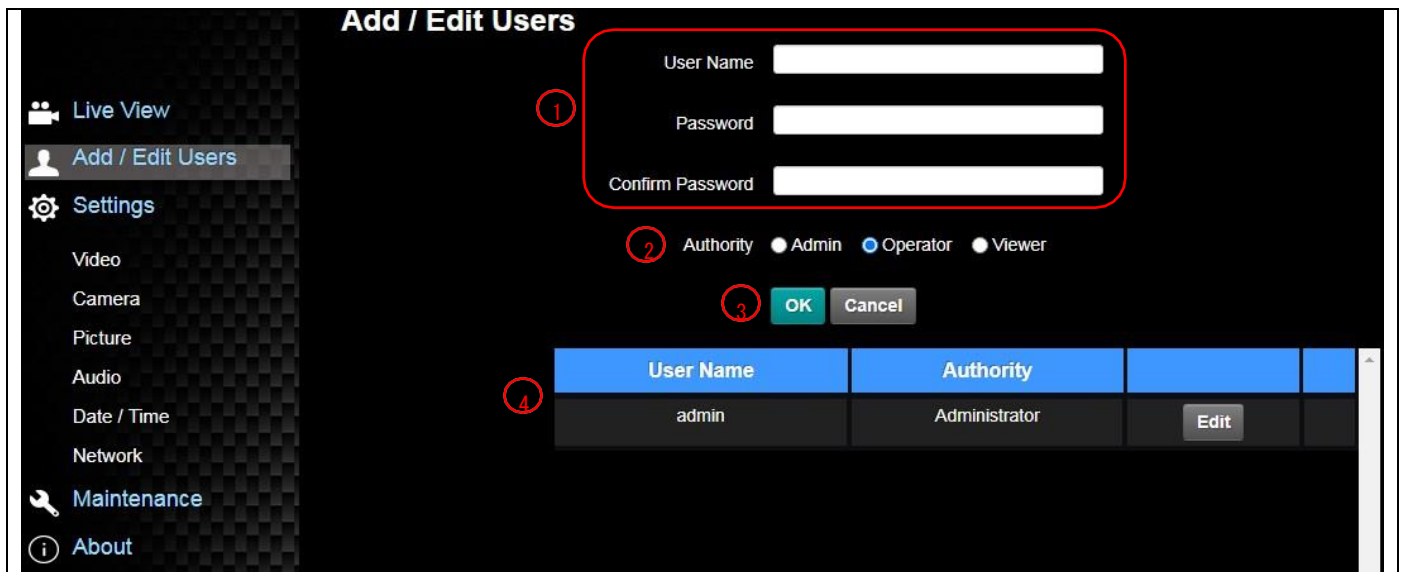 Add / Edit Users
User Name
1
Live View
Password
Add / Edit Users
Confirm Password
Settings
2 Authority Admin Operator Viewer
Video
Camera
3 OK Cancel
Picture
User Name Authority
Audio
4
Date / Time
admin Administrator Edit
Network
Maintenance
About